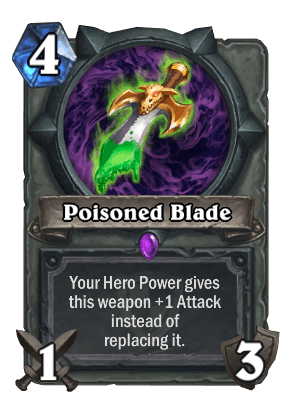 4
Poisoned Blade
Your Hero Power gives
this weapon +1 Attack
instead of
replacing it.
1
3